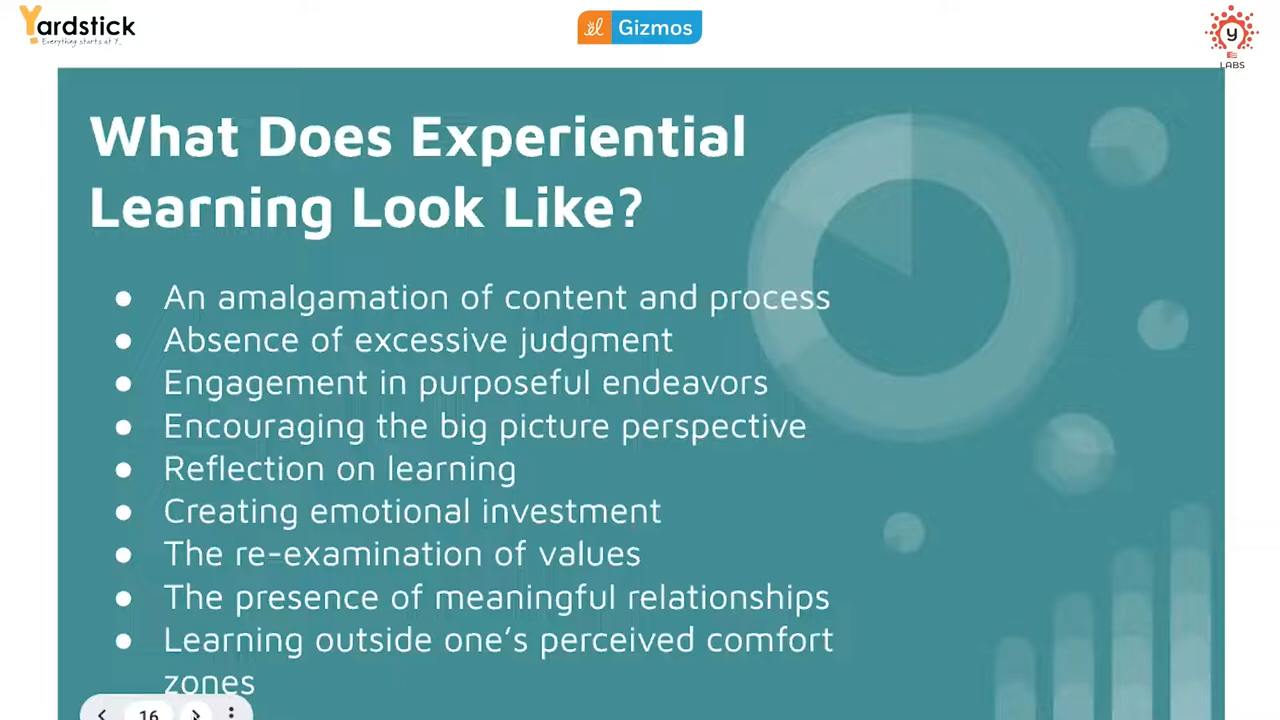 Yardstick
Everything starts at Y...
el Gizmos
y
LABS
What Does Experiential
Learning Look Like?
● An amalgamation of content and process
● Absence of excessive judgment
● Engagement in purposeful endeavors
● Encouraging the big picture perspective
● Reflection on learning
● Creating emotional investment
● The re-examination of values
● The presence of meaningful relationships
● Learning outside one's perceived comfort
zones
16